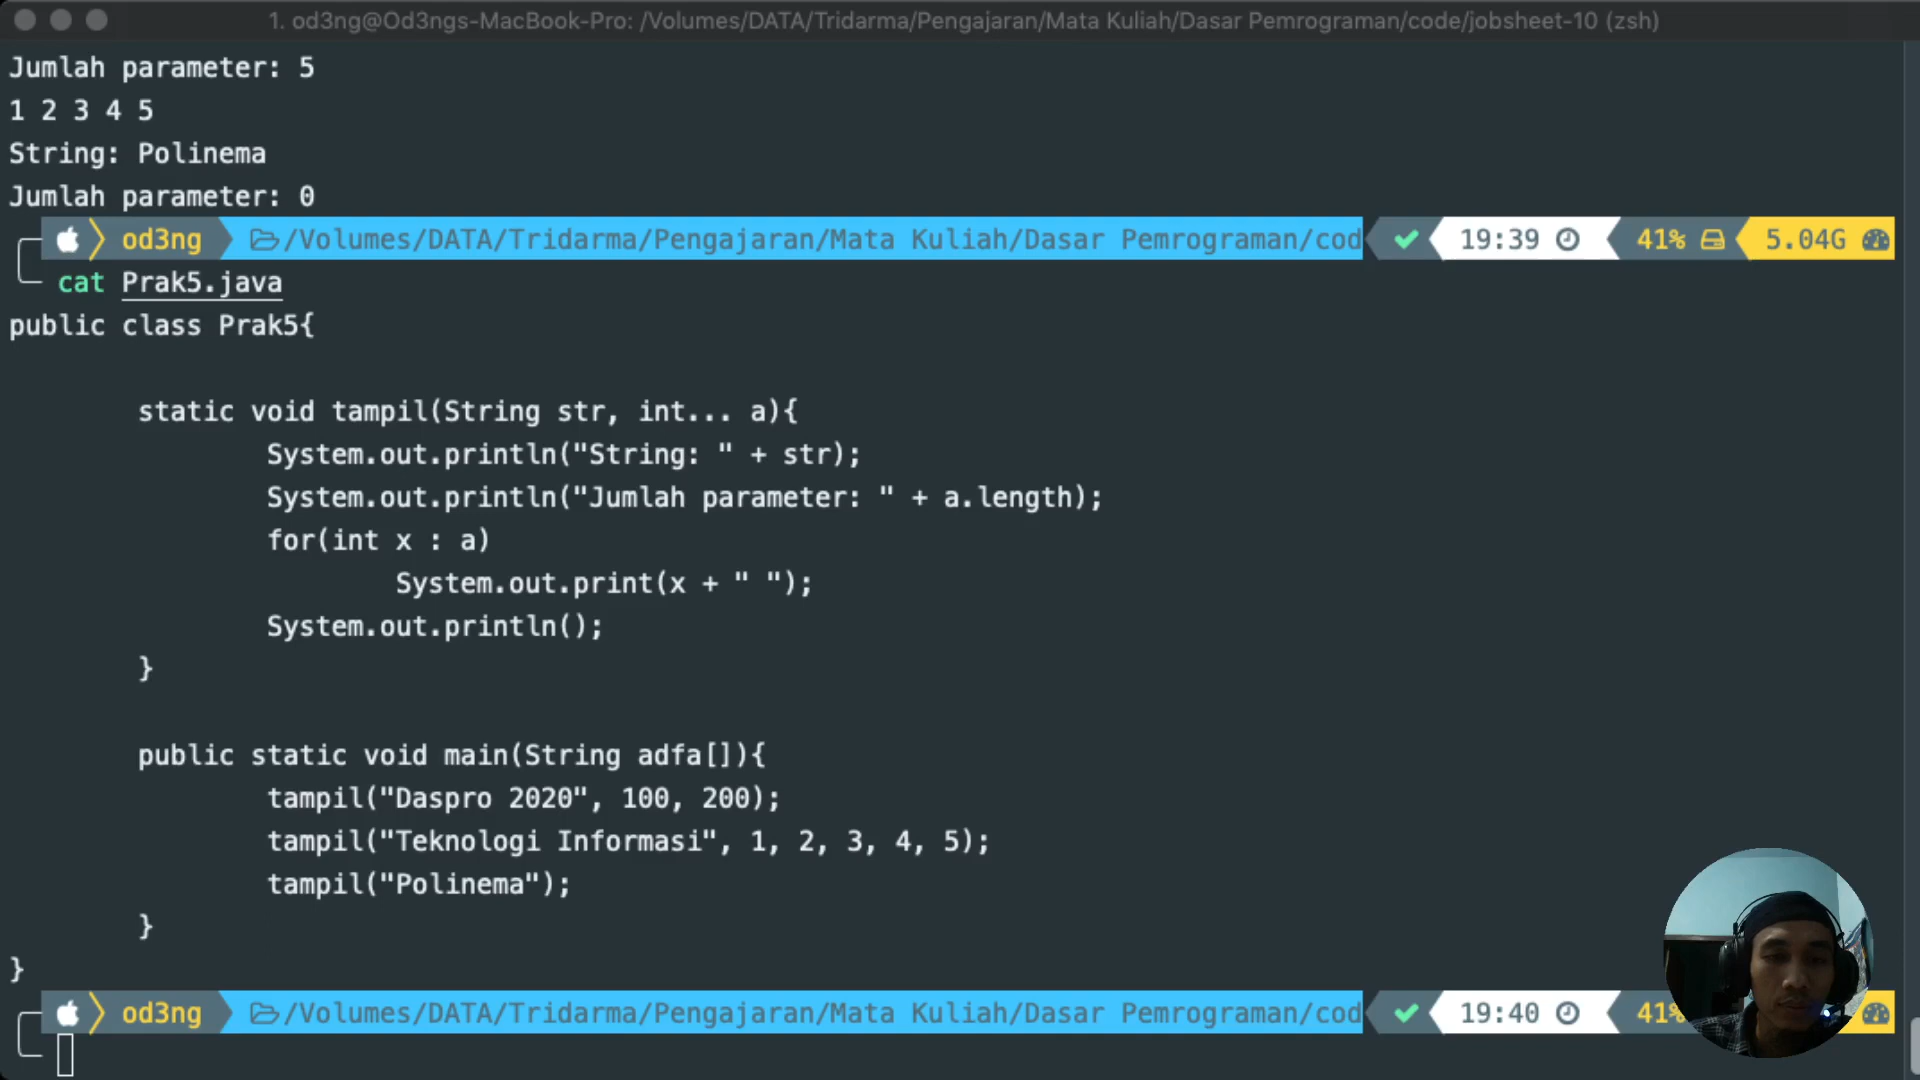 1. od3ng@Od3ngs-MacBook-Pro: /Volumes/DATA/Tridarma/Pengajaran/Mata Kuliah/Dasar Pemrograman/code/jobsheet-10 (zsh)
Jumlah parameter: 5
1 2 3 4 5
String: Polinema
Jumlah parameter: 0
od3ng /Volumes/DATA/Tridarma/Pengajaran/Mata Kuliah/Dasar Pemrograman/cod 19:39 41% 5.04G
cat Prak5.java
public class Prak5{
static void tampil(String str, int... a){
System.out.println("String: " + str);
System.out.println("Jumlah parameter: " + a.length);
for(int x : a)
System.out.print(x + " ");
System.out.println();
}
public static void main(String adfa[]){
tampil("Daspro 2020", 100, 200);
tampil("Teknologi Informasi", 1, 2, 3, 4, 5);
tampil("Polinema");
}
}
od3ng /Volumes/DATA/Tridarma/Pengajaran/Mata Kuliah/Dasar Pemrograman/cod 19:40 41%